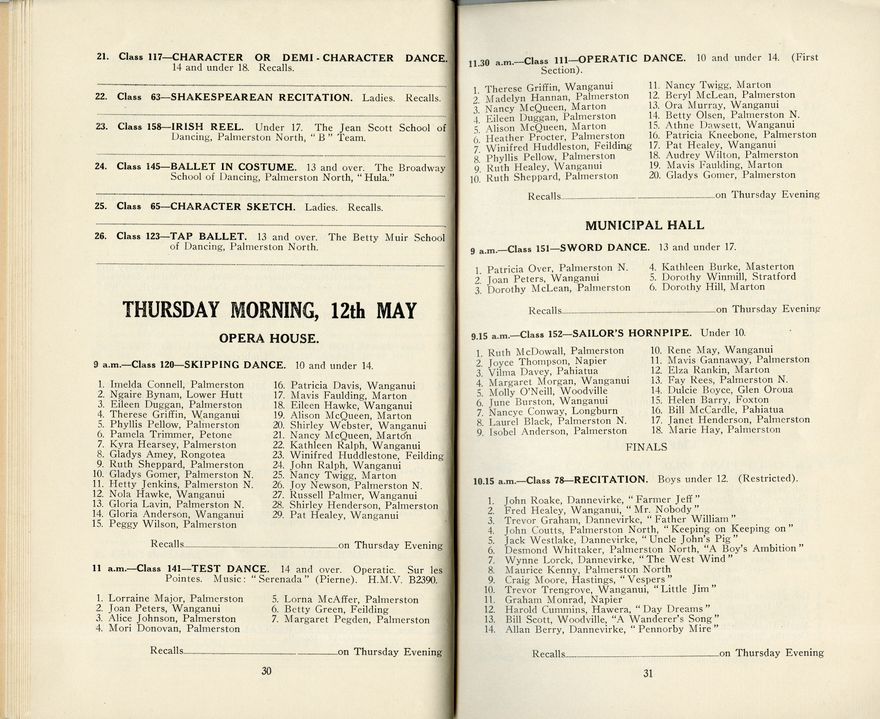 21. Class 117—CHARACTER OR DEMI-CHARACTER DANCE.
14 and under 18. Recalls.
22. Class 63—SHAKESPEAREAN RECITATION. Ladies. Recalls.
23. Class 158—IRISH REEL. Under 17. The Jean Scott School of
Dancing, Palmerston North, "B" Team.
24. Class 145—BALLET IN COSTUME. 13 and over. The Broadway
School of Dancing, Palmerston North, "Hula."
25. Class 65—CHARACTER SKETCH. Ladies. Recalls.
26. Class 123—TAP BALLET. 13 and over. The Betty Muir School
of Dancing, Palmerston North.
THURSDAY MORNING, 12th MAY
OPERA HOUSE.
9 a.m.—Class 120—SKIPPING DANCE. 10 and under 14.
1. Imelda Connell, Palmerston
2. Ngaire Bynam, Lower Hutt
3. Eileen Duggan, Palmerston
4. Therese Griffin, Wanganui
5. Phyllis Pellow, Palmerston
6. Pamela Trimmer, Petone
7. Kyra Hearsey, Palmerston
8. Gladys Amey, Rongotea
9. Ruth Sheppard, Palmerston
10. Gladys Gomer, Palmerston N.
11. Hetty Jenkins, Palmerston N.
12. Nola Hawke, Wanganui
13. Gloria Lavin, Palmerston N.
14. Gloria Anderson, Wanganui
15. Peggy Wilson, Palmerston
16. Patricia Davis, Wanganui
17. Mavis Faulding, Marton
18. Eileen Hawke, Wanganui
19. Alison McQueen, Marton
20. Shirley Webster, Wanganui
21. Nancy McQueen, Marton
22. Kathleen Ralph, Wanganui
23. Winifred Huddlestone, Feilding
24. John Ralph, Wanganui
25. Nancy Twigg, Marton
26. Joy Newson, Palmerston N.
27. Russell Palmer, Wanganui
28. Shirley Henderson, Palmerston
29. Pat Healey, Wanganui
Recalls on Thursday Evening
11 a.m.—Class 141—TEST DANCE. 14 and over. Operatic. Sur les
Pointes. Music: "Serenada" (Pierne). H.M.V. B2390.
1. Lorraine Major, Palmerston
2. Joan Peters, Wanganui
3. Alice Johnson, Palmerston
4. Mori Donovan, Palmerston
5. Lorna McAffer, Palmerston
6. Betty Green, Feilding
7. Margaret Pegden, Palmerston
Recalls on Thursday Evening
30
11.30 a.m.—Class 111—OPERATIC DANCE. 10 and under 14. (First
Section).
1. Therese Griffin, Wanganui
2. Madelyn Hannan, Palmerston
3. Nancy McQueen, Marton
4. Eileen Duggan, Palmerston
5. Alison McQueen, Marton
6. Heather Procter, Palmerston
7. Winifred Huddleston, Feilding
8. Phyllis Pellow, Palmerston
9. Ruth Healey, Wanganui
10. Ruth Sheppard, Palmerston
11. Nancy Twigg, Marton
12. Beryl McLean, Palmerston
13. Ora Murray, Wanganui
14. Betty Olsen, Palmerston N.
15. Athne Dawsett, Wanganui
16. Patricia Kneebone, Palmerston
17. Pat Healey, Wanganui
18. Audrey Wilton, Palmerston
19. Mavis Faulding, Marton
20. Gladys Gomer, Palmerston
Recalls on Thursday Evening
MUNICIPAL HALL
9 a.m.—Class 151—SWORD DANCE. 13 and under 17.
1. Patricia Over, Palmerston N.
2. Joan Peters, Wanganui
3. Dorothy McLean, Palmerston
4. Kathleen Burke, Masterton
5. Dorothy Winmill, Stratford
6. Dorothy Hill, Marton
Recalls on Thursday Evening
9.15 a.m.—Class 152—SAILOR'S HORNPIPE. Under 10.
1. Ruth McDowall, Palmerston
2. Joyce Thompson, Napier
3. Vilma Davey, Pahiatua
4. Margaret Morgan, Wanganui
5. Molly O'Neill, Woodville
6. June Burston, Wanganui
7. Nancye Conway, Longburn
8. Laurel Black, Palmerston N.
9. Isobel Anderson, Palmerston
10. Rene May, Wanganui
11. Mavis Gannaway, Palmerston
12. Elza Rankin, Marton
13. Fay Rees, Palmerston N.
14. Dulcie Boyce, Glen Oroua
15. Helen Barry, Foxton
16. Bill McCardle, Pahiatua
17. Janet Henderson, Palmerston
18. Marie Hay, Palmerston
FINALS
10.15 a.m.—Class 78—RECITATION. Boys under 12. (Restricted).
1. John Roake, Dannevirke, "Farmer Jeff"
2. Fred Healey, Wanganui, "Mr. Nobody"
3. Trevor Graham, Dannevirke, "Father William"
4. John Coutts, Palmerston North, "Keeping on Keeping on"
5. Jack Westlake, Dannevirke, "Uncle John's Pig"
6. Desmond Whittaker, Palmerston North, "A Boy's Ambition"
7. Wynne Lorck, Dannevirke, "The West Wind"
8. Maurice Kenny, Palmerston North
9. Craig Moore, Hastings, "Vespers"
10. Trevor Trengrove, Wanganui, "Little Jim"
11. Graham Monrad, Napier
12. Harold Cummins, Hawera, "Day Dreams"
13. Bill Scott, Woodville, "A Wanderer's Song"
14. Allan Berry, Dannevirke, "Pennorby Mire"
Recalls on Thursday Evening
31